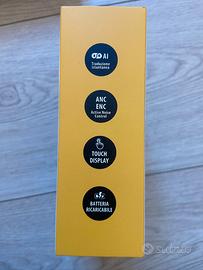 AI
Traduzione
istantanea
ANC
ENC
Active Noise
Control
TOUCH
DISPLAY
BATTERIA
RICARICABILE
subito